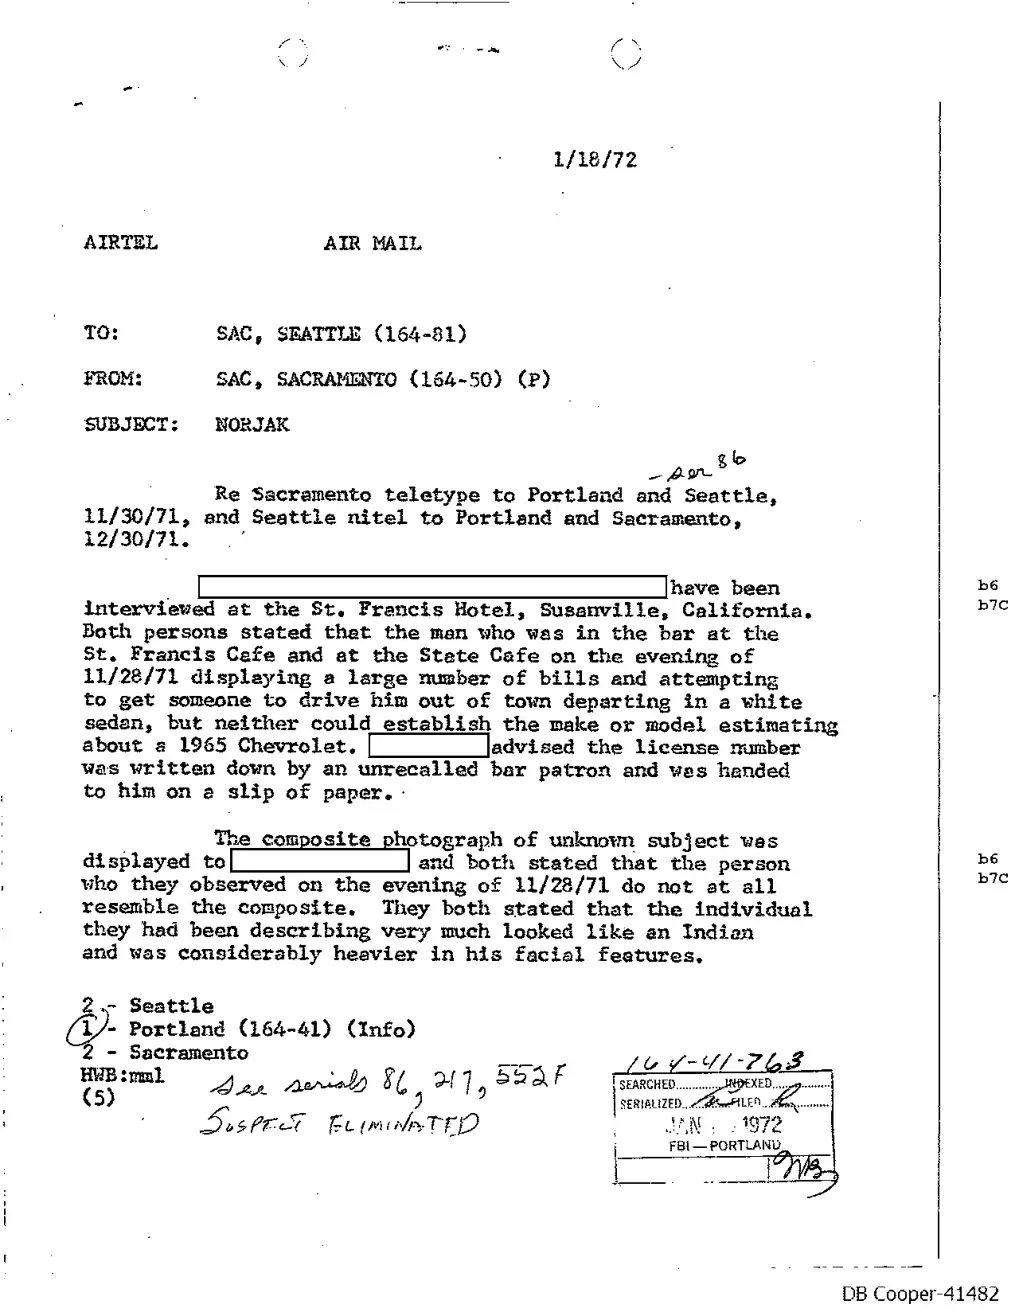 1/18/72
AIRTEL AIR MAIL
TO: SAC, SEATTLE (164-81)
FROM: SAC, SACRAMENTO (164-50) (P)
SUBJECT: NORJAK
- ser 86
Re Sacramento teletype to Portland and Seattle,
11/30/71, and Seattle nitel to Portland and Sacramento,
12/30/71.
have been b6
interviewed at the St. Francis Hotel, Susanville, California. b7C
Both persons stated that the man who was in the bar at the
St. Francis Cafe and at the State Cafe on the evening of
11/28/71 displaying a large number of bills and attempting
to get someone to drive him out of town departing in a white
sedan, but neither could establish the make or model estimating
about a 1965 Chevrolet. advised the license number
was written down by an unrecalled bar patron and was handed
to him on a slip of paper.
The composite photograph of unknown subject was
displayed to and both stated that the person b6
who they observed on the evening of 11/28/71 do not at all b7C
resemble the composite. They both stated that the individual
they had been describing very much looked like an Indian
and was considerably heavier in his facial features.
2 - Seattle
1 - Portland (164-41) (Info)
2 - Sacramento
HWB:mml
(5)
See serials 86, 217, 552F
SUSPECT ELIMINATED
164-41-763
SEARCHED INDEXED
SERIALIZED FILED
JAN 1972
FBI — PORTLAND
DB Cooper-41482